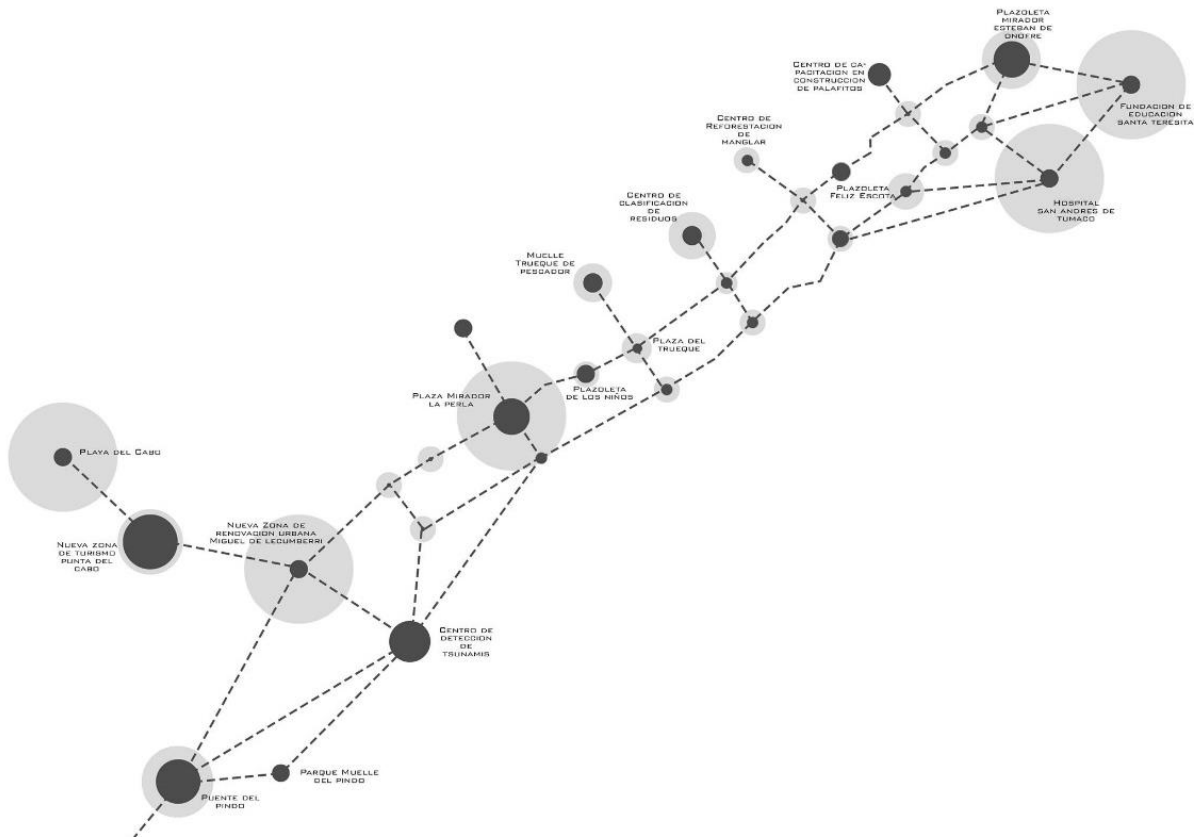 PLAZOLETA
MIRADOR
ESTEBAN DE
ONOFRE
CENTRO DE CA-
PACITACION EN
CONSTRUCCION
DE PALAFITOS
FUNDACION DE
EDUCACION
SANTA TERESITA
CENTRO DE
REFORESTACION
DE
MANGLAR
PLAZOLETA
FELIZ ESCOTA
HOSPITAL
SAN ANDRES DE
TUMACO
CENTRO DE
CLASIFICACION
DE
RESIDUOS
MUELLE
TRUEQUE DE
PESCADOR
PLAZA DEL
TRUEQUE
PLAZOLETA
DE LOS NIÑOS
PLAZA MIRADOR
LA PERLA
PLAYA DEL CABO
NUEVA ZONA DE
RENOVACION URBANA
MIGUEL DE LECUMBERRI
NUEVA ZONA
DE TURISMO
PUNTA DEL
CABO
CENTRO DE
DETECCION
DE
TSUNAMIS
PARQUE MUELLE
DEL PINDO
PUENTE DEL
PINDO